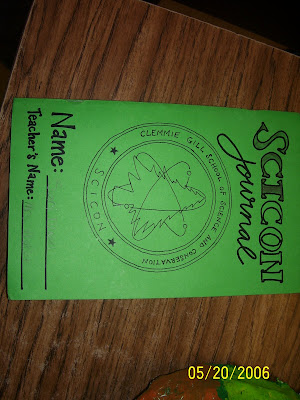 SCICON
Journal
CLEMMIE GILL SCHOOL OF SCIENCE AND CONSERVATION
★ SCICON ★
Name:
Teacher's Name:
05/20/2006